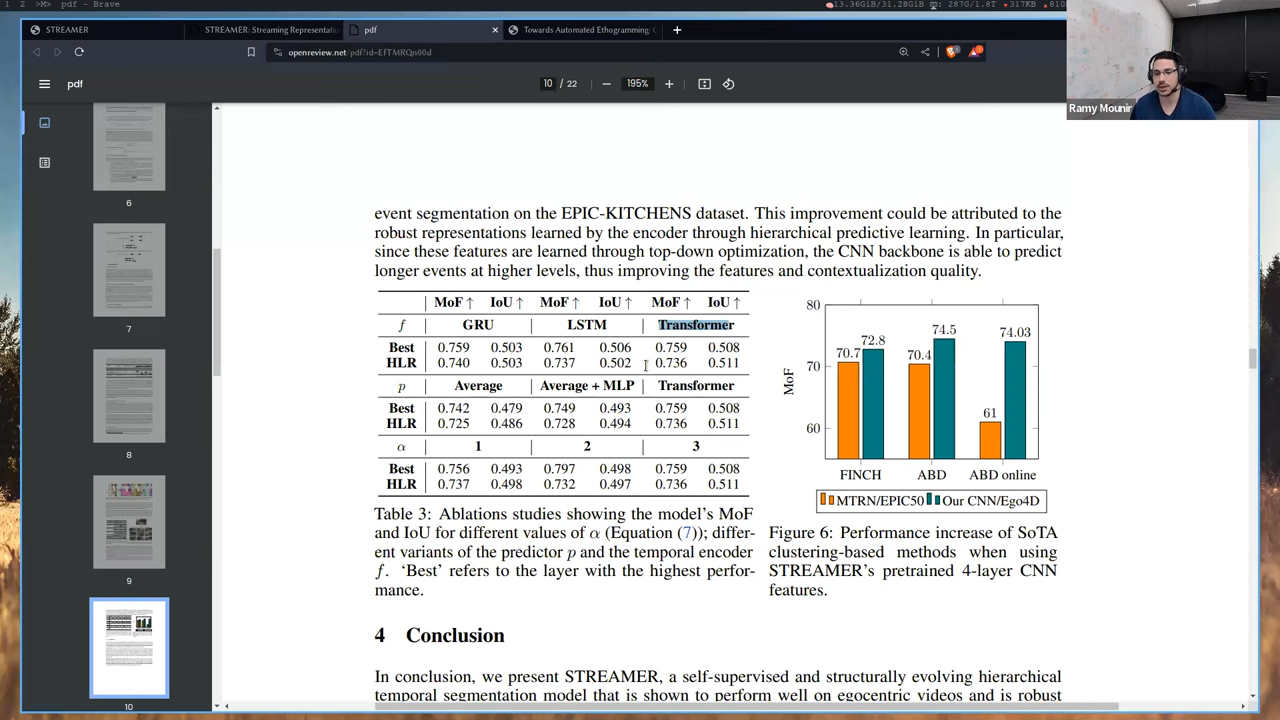 1 2 >M> pdf - Brave
13.36GiB/31.28GiB 287G/1.8T 317KB
STREAMER
STREAMER: Streaming Representati
pdf
Towards Automated Ethogramming:
openreview.net/pdf?id=EfTMRQn00d
pdf
10 / 22
195%
Ramy Mounir
6
7
8
9
10
event segmentation on the EPIC-KITCHENS dataset. This improvement could be attributed to the
robust representations learned by the encoder through hierarchical predictive learning. In particular,
since these features are learned through top-down optimization, the CNN backbone is able to predict
longer events at higher levels, thus improving the features and contextualization quality.
MoF ↑ IoU ↑ MoF ↑ IoU ↑ MoF ↑ IoU ↑
f GRU LSTM Transformer
Best 0.759 0.503 0.761 0.506 0.759 0.508
HLR 0.740 0.503 0.737 0.502 0.736 0.511
p Average Average + MLP Transformer
Best 0.742 0.479 0.749 0.493 0.759 0.508
HLR 0.725 0.486 0.728 0.494 0.736 0.511
α 1 2 3
Best 0.756 0.493 0.797 0.498 0.759 0.508
HLR 0.737 0.498 0.732 0.497 0.736 0.511
Table 3: Ablations studies showing the model's MoF
and IoU for different values of α (Equation (7)); differ-
ent variants of the predictor p and the temporal encoder
f. 'Best' refers to the layer with the highest perfor-
mance.
MoF
80
70
60
70.7 72.8
70.4 74.5
61 74.03
FINCH ABD ABD online
MTRN/EPIC50 Our CNN/Ego4D
Figure 6: Performance increase of SoTA
clustering-based methods when using
STREAMER's pretrained 4-layer CNN
features.
4 Conclusion
In conclusion, we present STREAMER, a self-supervised and structurally evolving hierarchical
temporal segmentation model that is shown to perform well on egocentric videos and is robust